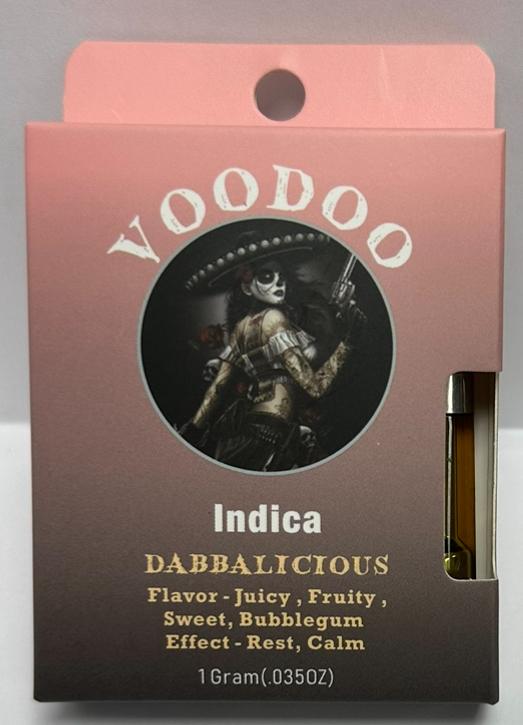 VOODOO
Indica
DABBALICIOUS
Flavor - Juicy , Fruity ,
Sweet, Bubblegum
Effect - Rest, Calm
1Gram(.035OZ)